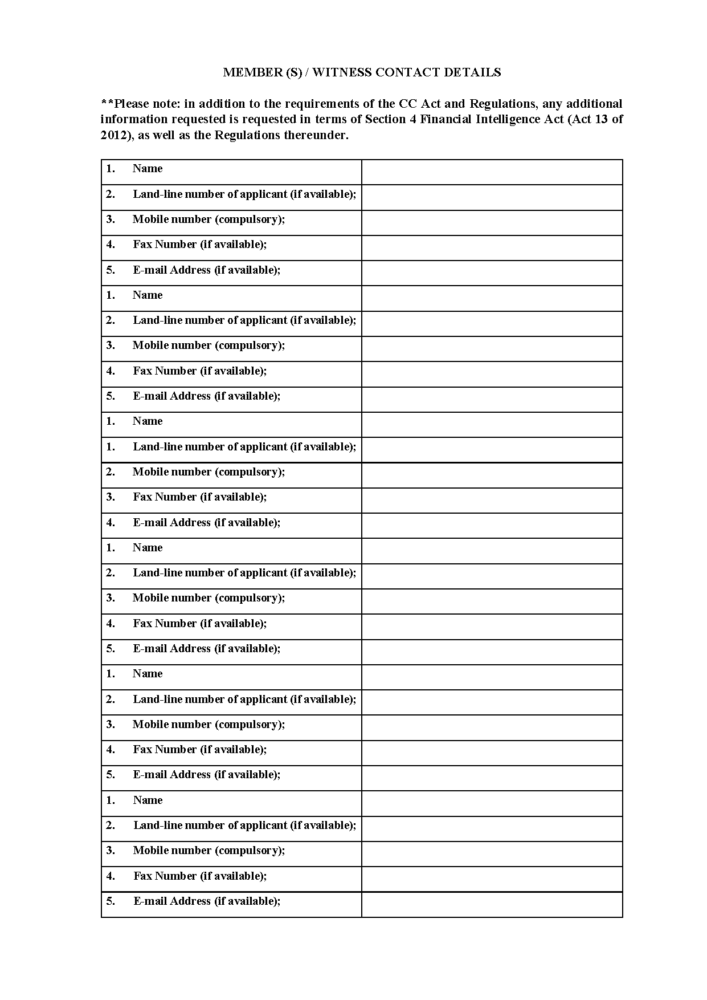 MEMBER (S) / WITNESS CONTACT DETAILS
**Please note: in addition to the requirements of the CC Act and Regulations, any additional
information requested is requested in terms of Section 4 Financial Intelligence Act (Act 13 of
2012), as well as the Regulations thereunder.
1. Name
2. Land-line number of applicant (if available);
3. Mobile number (compulsory);
4. Fax Number (if available);
5. E-mail Address (if available);
1. Name
2. Land-line number of applicant (if available);
3. Mobile number (compulsory);
4. Fax Number (if available);
5. E-mail Address (if available);
1. Name
1. Land-line number of applicant (if available);
2. Mobile number (compulsory);
3. Fax Number (if available);
4. E-mail Address (if available);
1. Name
2. Land-line number of applicant (if available);
3. Mobile number (compulsory);
4. Fax Number (if available);
5. E-mail Address (if available);
1. Name
2. Land-line number of applicant (if available);
3. Mobile number (compulsory);
4. Fax Number (if available);
5. E-mail Address (if available);
1. Name
2. Land-line number of applicant (if available);
3. Mobile number (compulsory);
4. Fax Number (if available);
5. E-mail Address (if available);